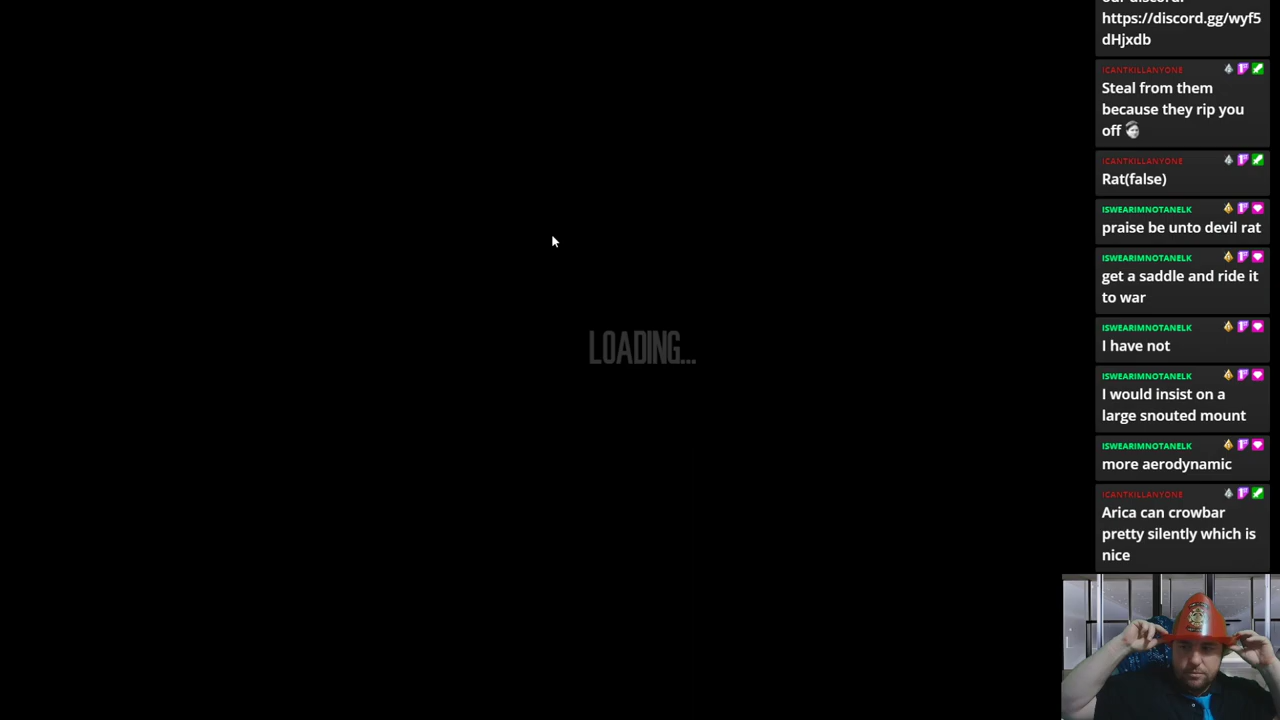 LOADING...
https://discord.gg/wyf5
dHjxdb
ICANTKILLANYONE
Steal from them
because they rip you
off
ICANTKILLANYONE
Rat(false)
ISWEARIMNOTANELK
praise be unto devil rat
ISWEARIMNOTANELK
get a saddle and ride it
to war
ISWEARIMNOTANELK
I have not
ISWEARIMNOTANELK
I would insist on a
large snouted mount
ISWEARIMNOTANELK
more aerodynamic
ICANTKILLANYONE
Arica can crowbar
pretty silently which is
nice